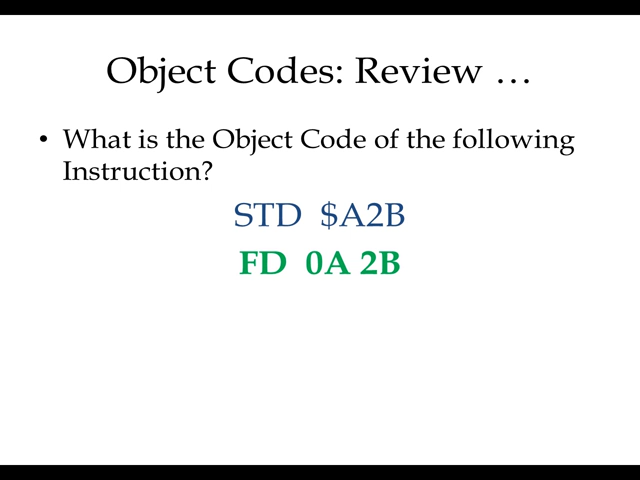 Object Codes: Review …
• What is the Object Code of the following
Instruction?
STD $A2B
FD 0A 2B